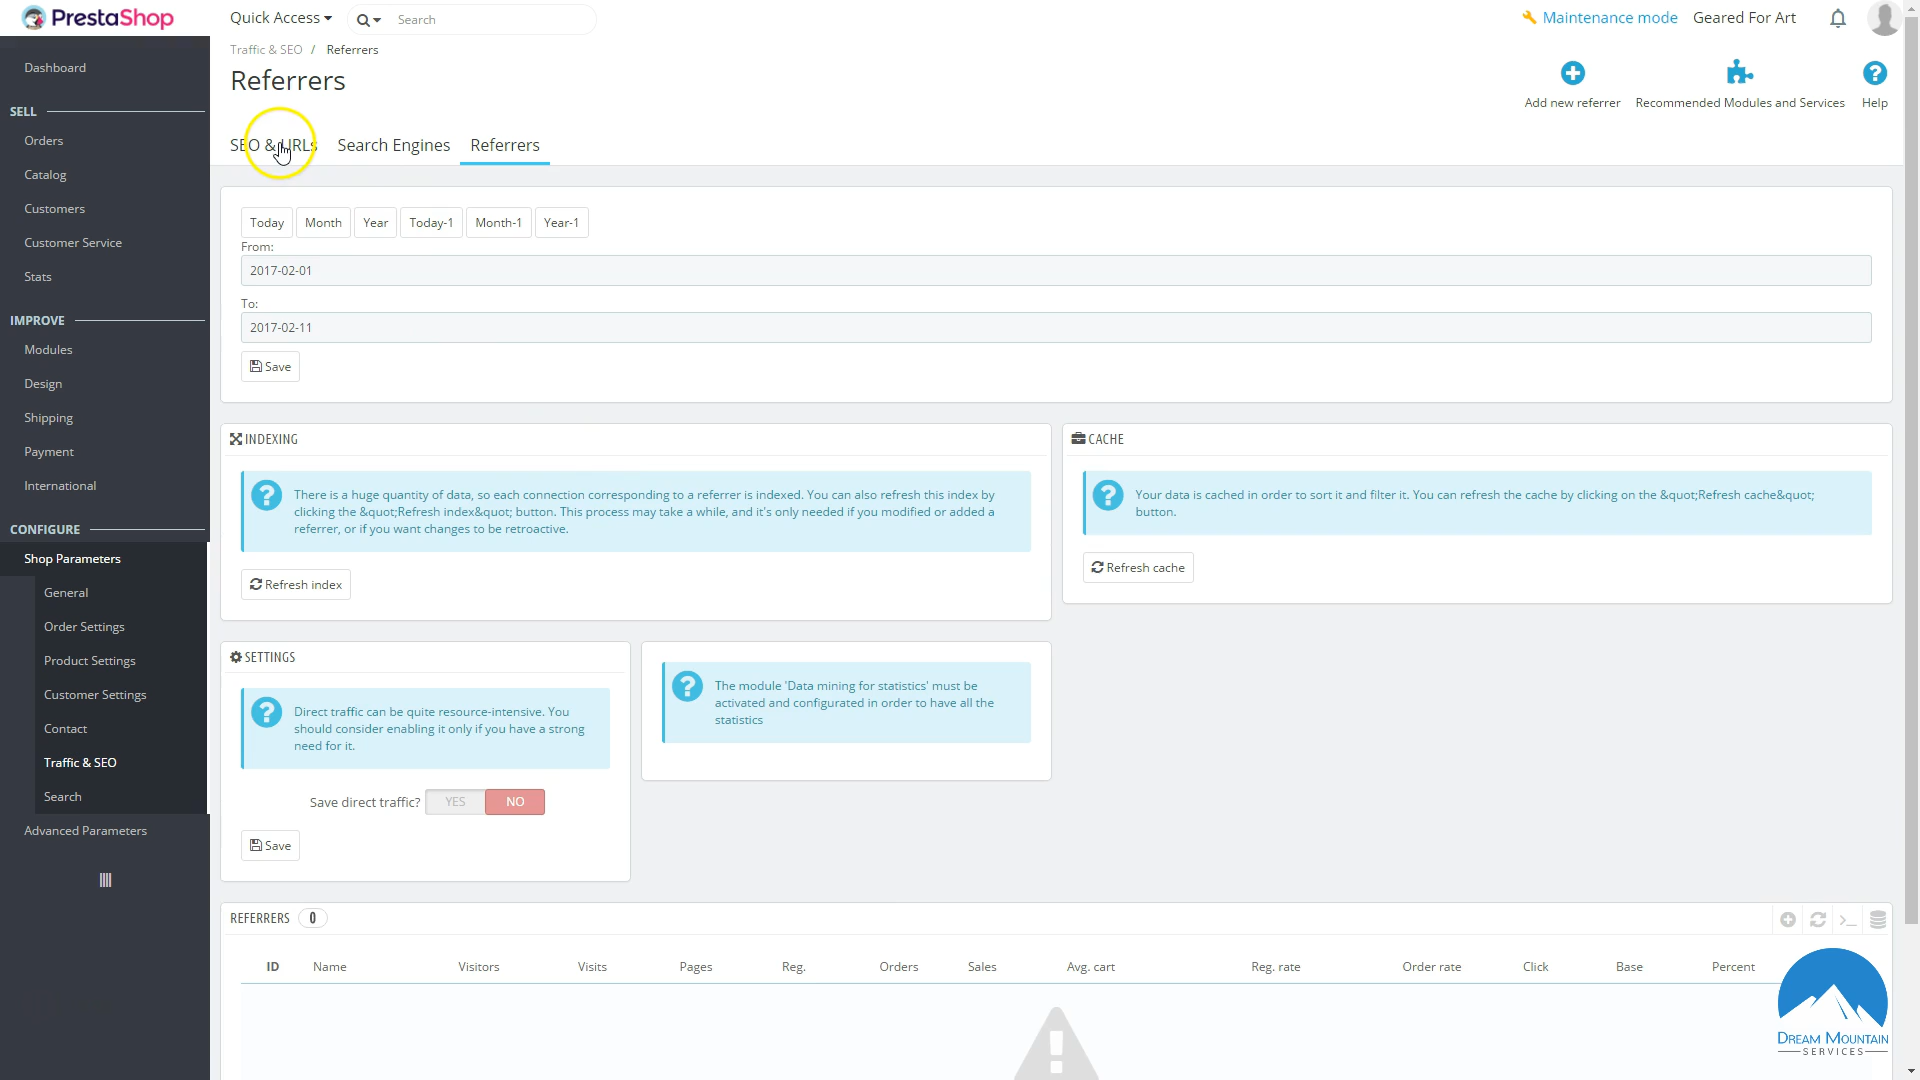 PrestaShop
Quick Access
Search
Maintenance mode
Geared For Art
Traffic & SEO / Referrers
Referrers
Add new referrer
Recommended Modules and Services
Help
SEO & URLs
Search Engines
Referrers
Dashboard
SELL
Orders
Catalog
Customers
Customer Service
Stats
IMPROVE
Modules
Design
Shipping
Payment
International
CONFIGURE
Shop Parameters
General
Order Settings
Product Settings
Customer Settings
Contact
Traffic & SEO
Search
Advanced Parameters
Today
Month
Year
Today-1
Month-1
Year-1
From:
2017-02-01
To:
2017-02-11
Save
INDEXING
There is a huge quantity of data, so each connection corresponding to a referrer is indexed. You can also refresh this index by
clicking the &quot;Refresh index&quot; button. This process may take a while, and it's only needed if you modified or added a
referrer, or if you want changes to be retroactive.
Refresh index
CACHE
Your data is cached in order to sort it and filter it. You can refresh the cache by clicking on the &quot;Refresh cache&quot;
button.
Refresh cache
SETTINGS
Direct traffic can be quite resource-intensive. You
should consider enabling it only if you have a strong
need for it.
Save direct traffic?
YES
NO
Save
The module 'Data mining for statistics' must be
activated and configurated in order to have all the
statistics
REFERRERS 0
ID
Name
Visitors
Visits
Pages
Reg.
Orders
Sales
Avg. cart
Reg. rate
Order rate
Click
Base
Percent
DREAM MOUNTAIN
SERVICES